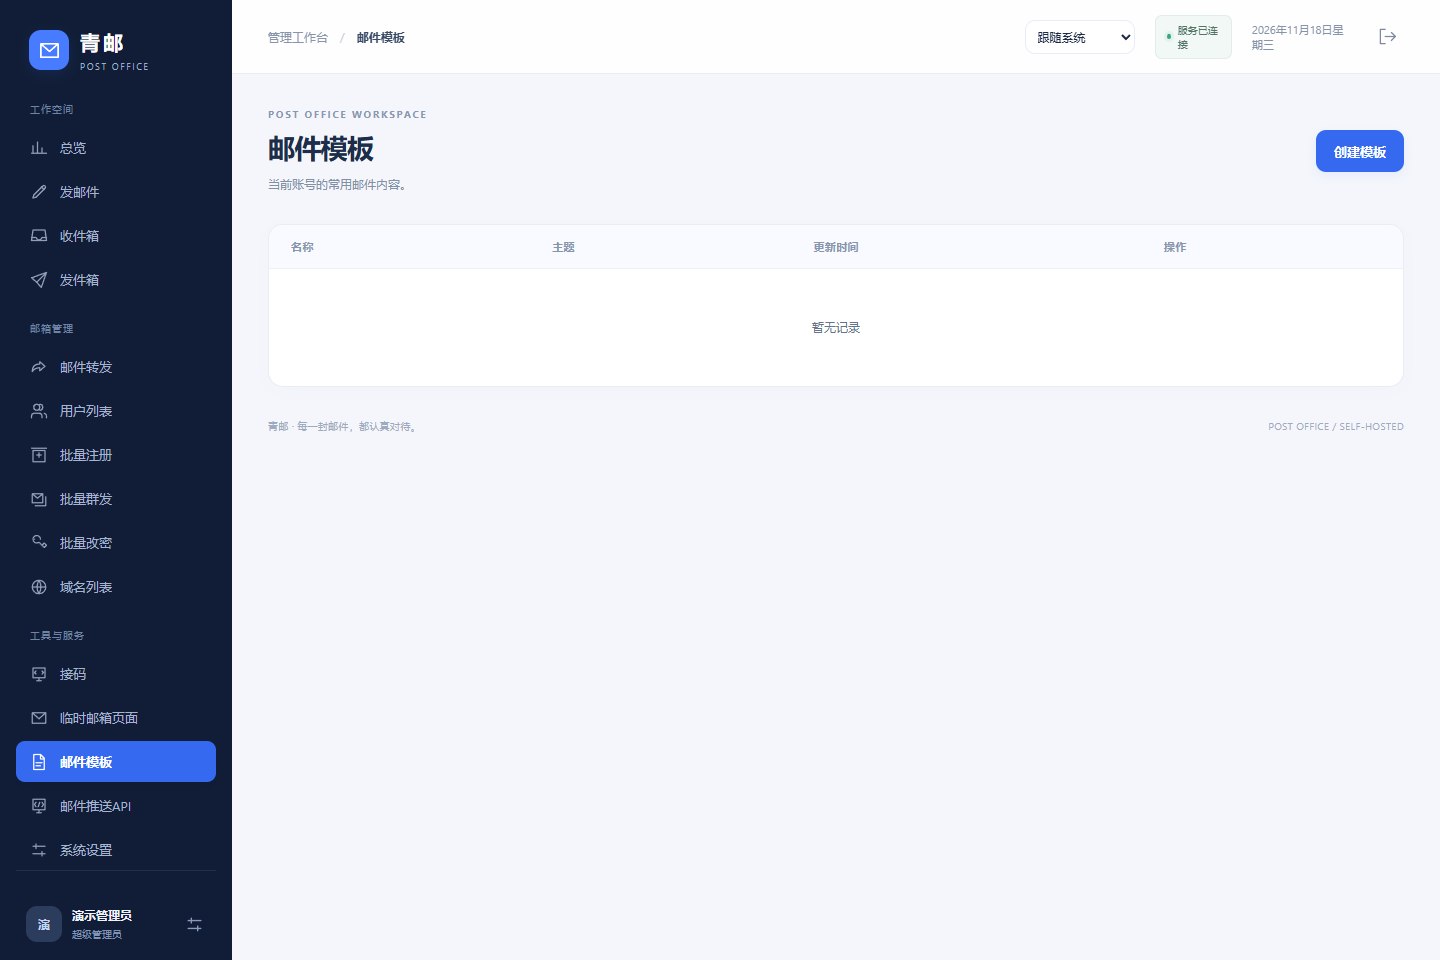 青邮
POST OFFICE
工作空间
总览
发邮件
收件箱
发件箱
邮箱管理
邮件转发
用户列表
批量注册
批量群发
批量改密
域名列表
工具与服务
接码
临时邮箱页面
邮件模板
邮件推送API
系统设置
演
演示管理员
超级管理员
管理工作台 / 邮件模板
跟随系统
服务已连
接
2026年11月18日星
期三
POST OFFICE WORKSPACE
邮件模板
当前账号的常用邮件内容。
创建模板
名称 主题 更新时间 操作
暂无记录
青邮 · 每一封邮件，都认真对待。
POST OFFICE / SELF-HOSTED